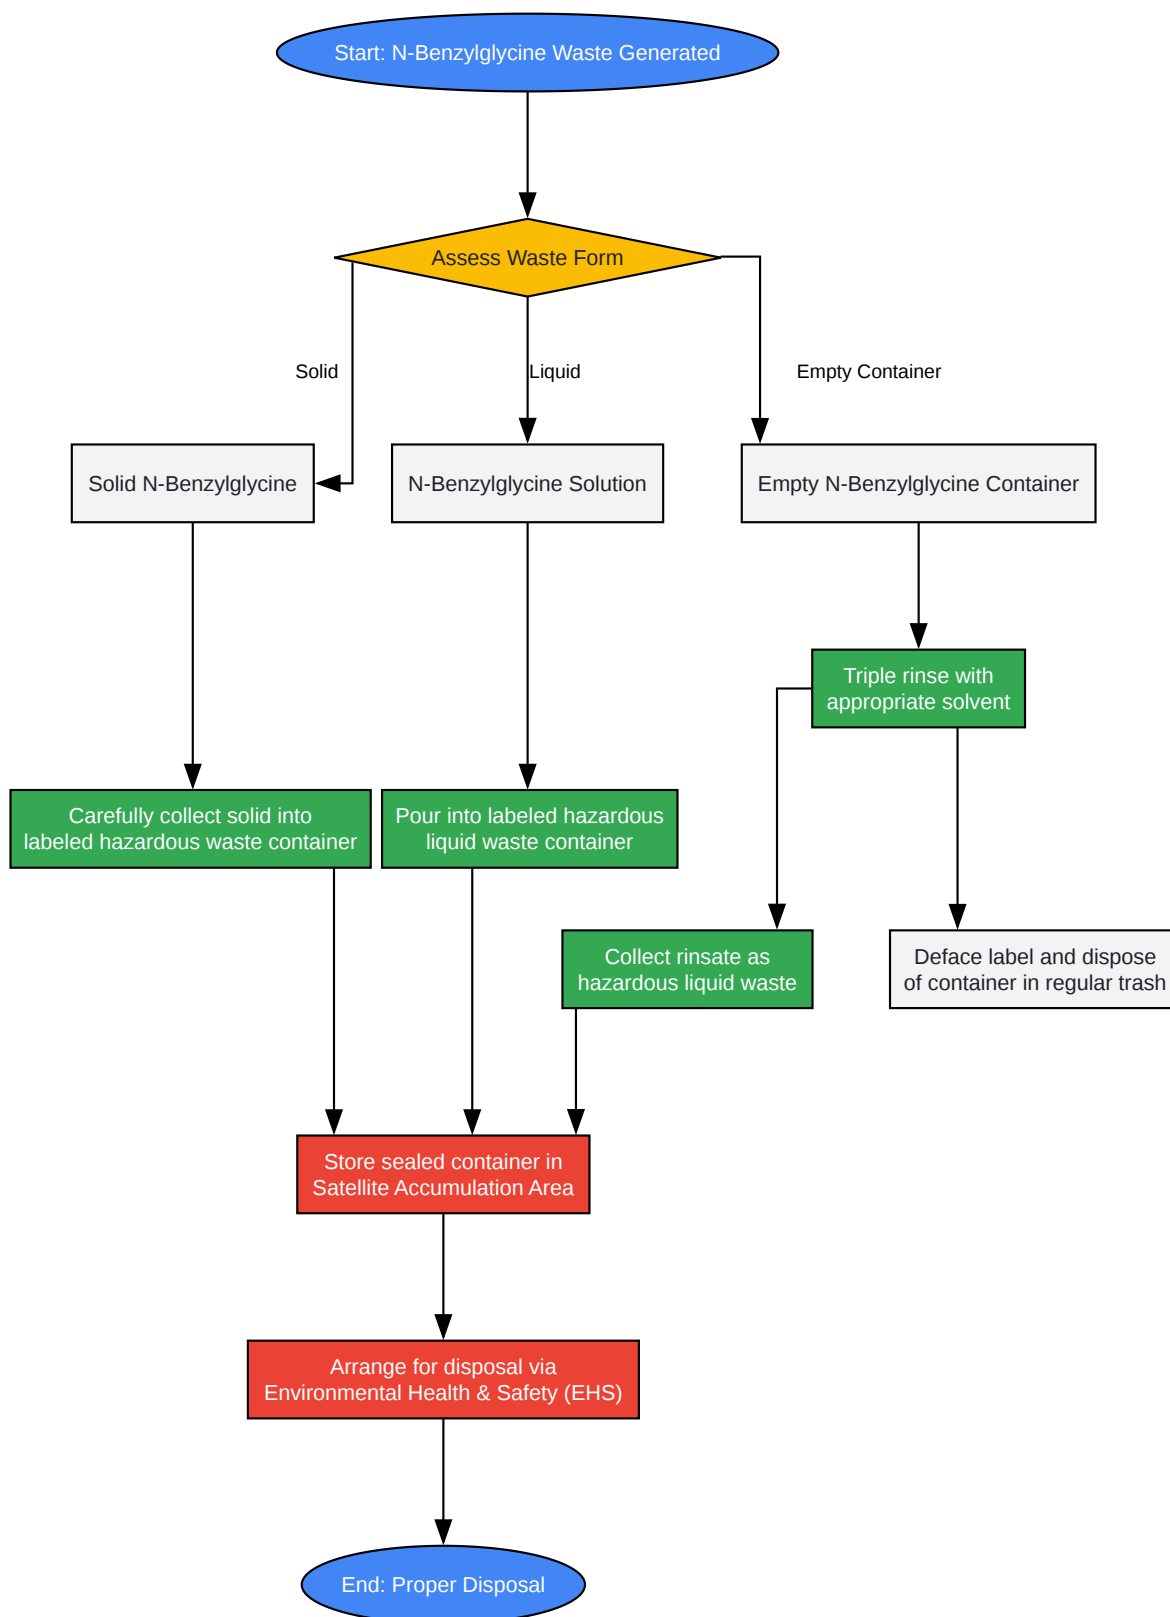 Start: N-Benzylglycine Waste Generated
Assess Waste Form
Solid
Liquid
Empty Container
Solid N-Benzylglycine
N-Benzylglycine Solution
Empty N-Benzylglycine Container
Triple rinse with
appropriate solvent
Carefully collect solid into
labeled hazardous waste container
Pour into labeled hazardous
liquid waste container
Collect rinsate as
hazardous liquid waste
Deface label and dispose
of container in regular trash
Store sealed container in
Satellite Accumulation Area
Arrange for disposal via
Environmental Health & Safety (EHS)
End: Proper Disposal